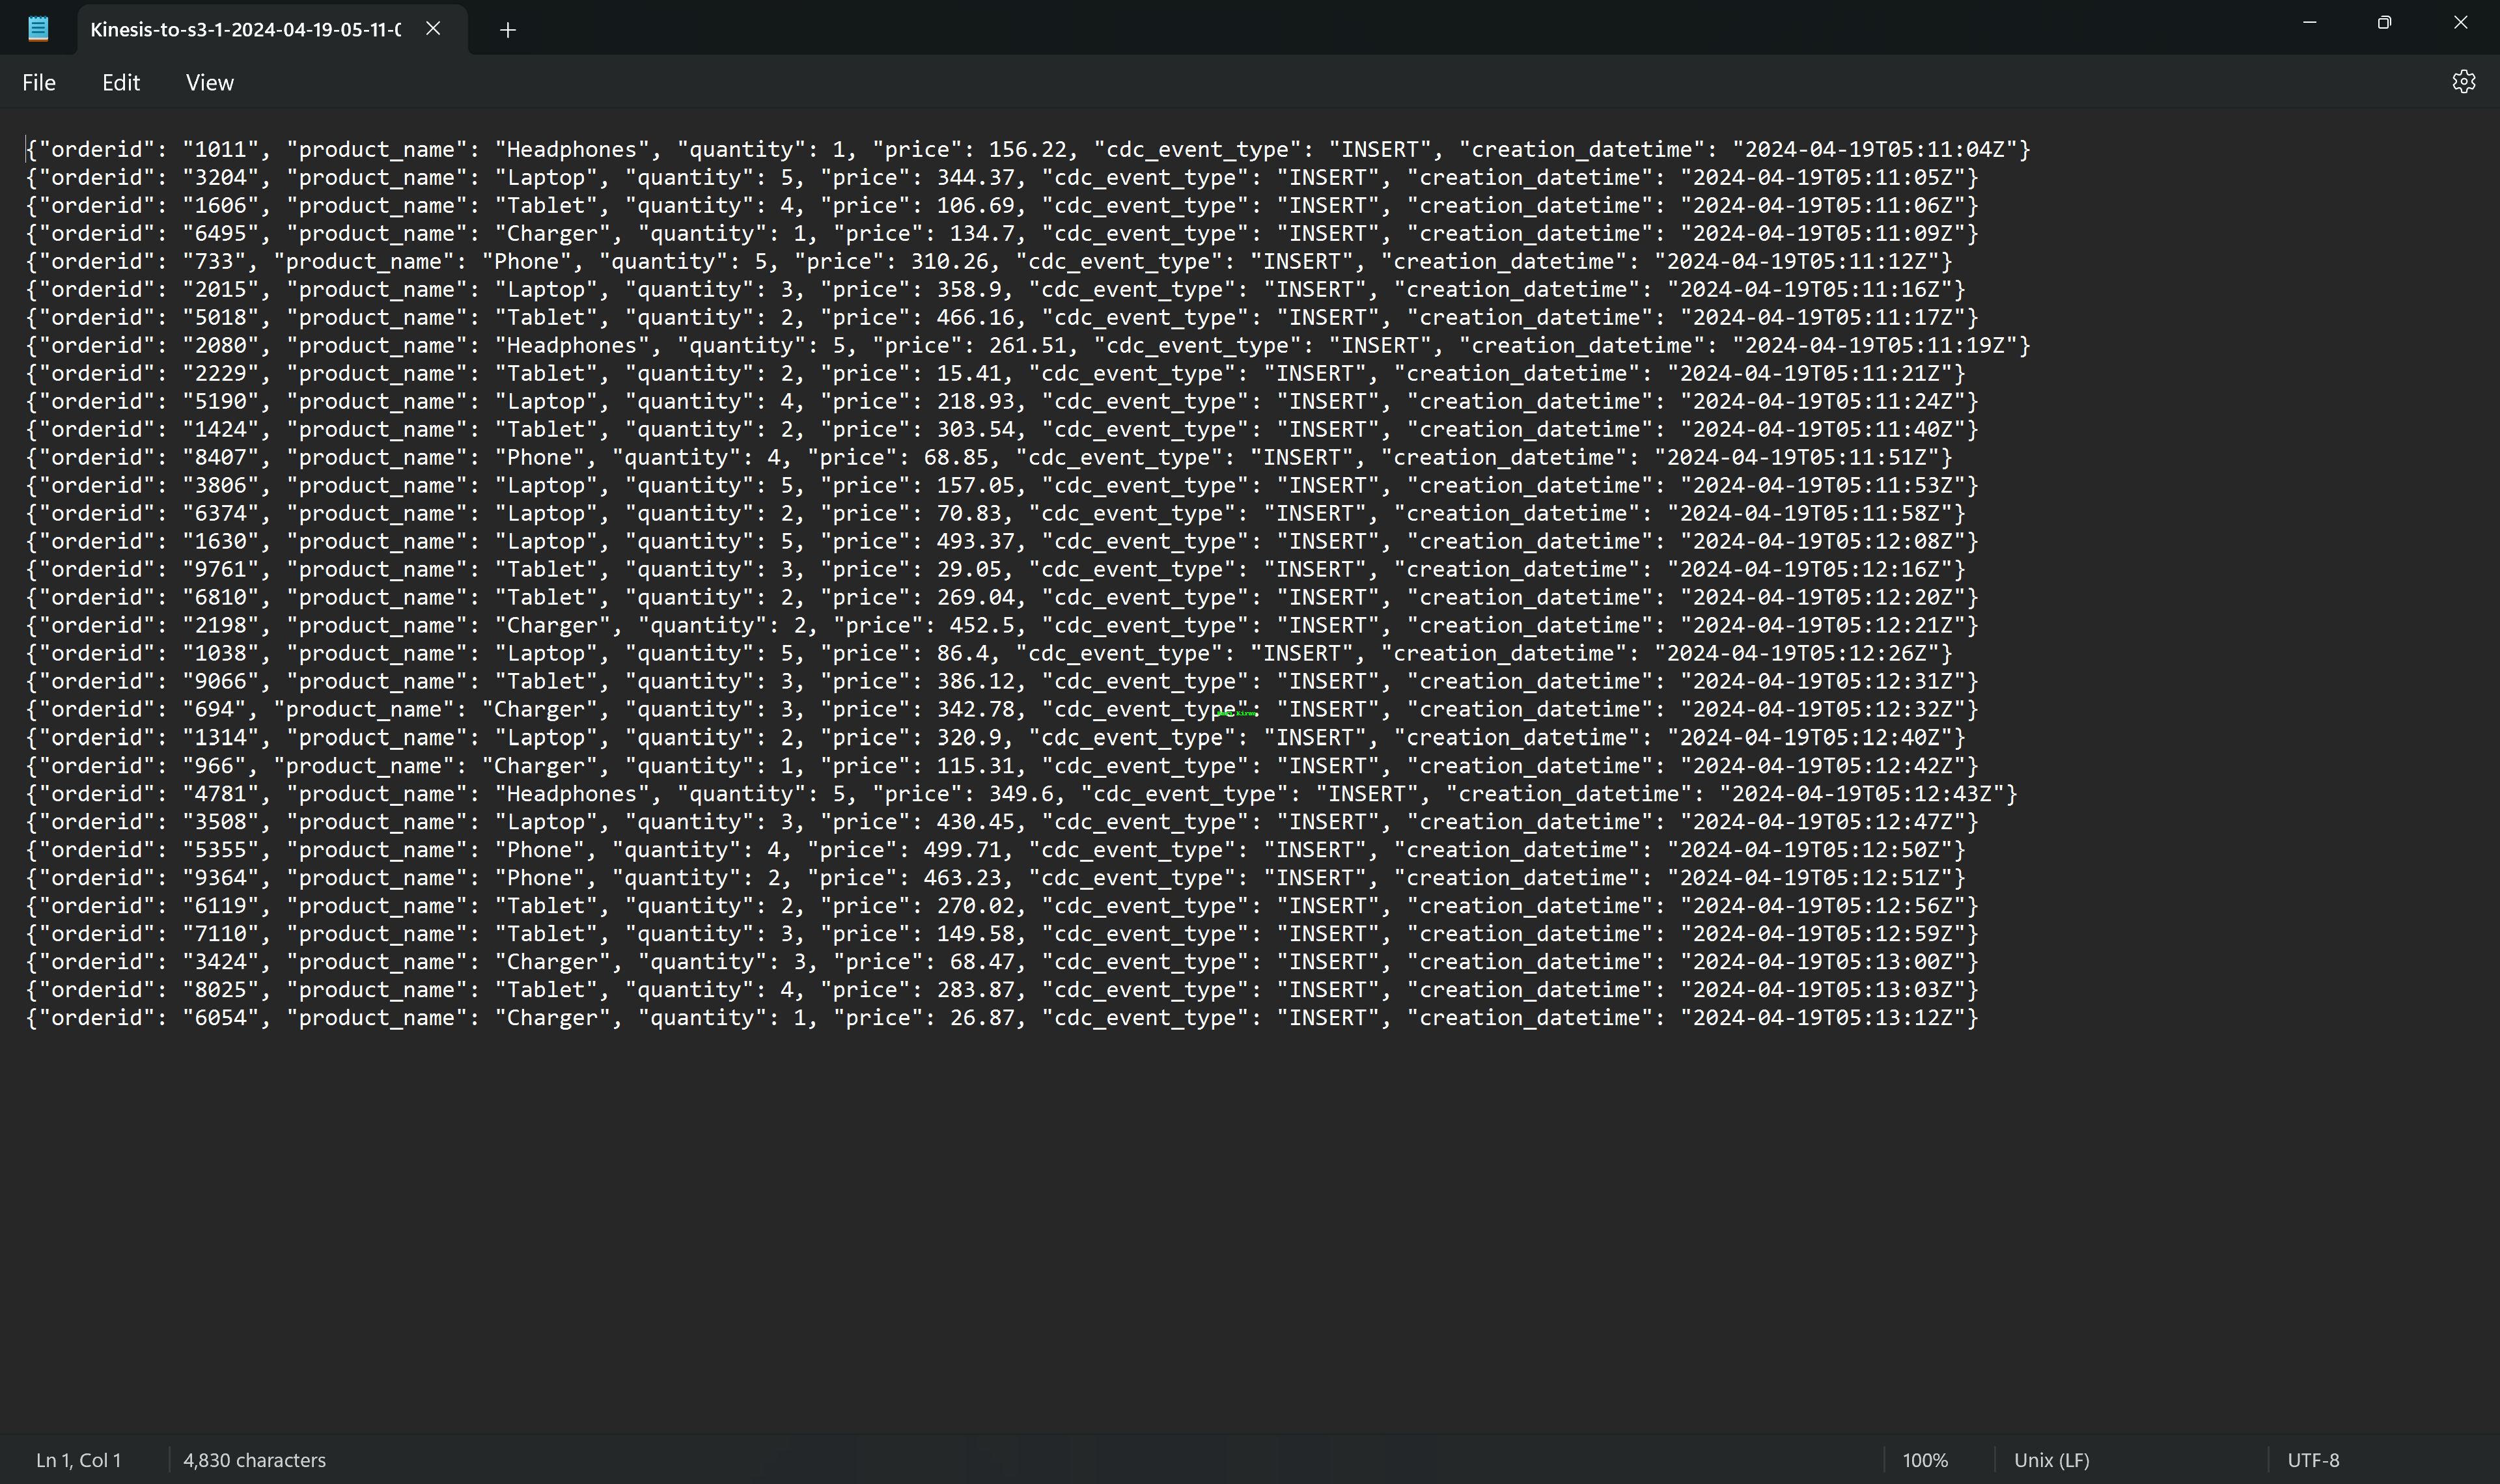 Kinesis-to-s3-1-2024-04-19-05-11-0
File Edit View
{"orderid": "1011", "product_name": "Headphones", "quantity": 1, "price": 156.22, "cdc_event_type": "INSERT", "creation_datetime": "2024-04-19T05:11:04Z"}
{"orderid": "3204", "product_name": "Laptop", "quantity": 5, "price": 344.37, "cdc_event_type": "INSERT", "creation_datetime": "2024-04-19T05:11:05Z"}
{"orderid": "1606", "product_name": "Tablet", "quantity": 4, "price": 106.69, "cdc_event_type": "INSERT", "creation_datetime": "2024-04-19T05:11:06Z"}
{"orderid": "6495", "product_name": "Charger", "quantity": 1, "price": 134.7, "cdc_event_type": "INSERT", "creation_datetime": "2024-04-19T05:11:09Z"}
{"orderid": "733", "product_name": "Phone", "quantity": 5, "price": 310.26, "cdc_event_type": "INSERT", "creation_datetime": "2024-04-19T05:11:12Z"}
{"orderid": "2015", "product_name": "Laptop", "quantity": 3, "price": 358.9, "cdc_event_type": "INSERT", "creation_datetime": "2024-04-19T05:11:16Z"}
{"orderid": "5018", "product_name": "Tablet", "quantity": 2, "price": 466.16, "cdc_event_type": "INSERT", "creation_datetime": "2024-04-19T05:11:17Z"}
{"orderid": "2080", "product_name": "Headphones", "quantity": 5, "price": 261.51, "cdc_event_type": "INSERT", "creation_datetime": "2024-04-19T05:11:19Z"}
{"orderid": "2229", "product_name": "Tablet", "quantity": 2, "price": 15.41, "cdc_event_type": "INSERT", "creation_datetime": "2024-04-19T05:11:21Z"}
{"orderid": "5190", "product_name": "Laptop", "quantity": 4, "price": 218.93, "cdc_event_type": "INSERT", "creation_datetime": "2024-04-19T05:11:24Z"}
{"orderid": "1424", "product_name": "Tablet", "quantity": 2, "price": 303.54, "cdc_event_type": "INSERT", "creation_datetime": "2024-04-19T05:11:40Z"}
{"orderid": "8407", "product_name": "Phone", "quantity": 4, "price": 68.85, "cdc_event_type": "INSERT", "creation_datetime": "2024-04-19T05:11:51Z"}
{"orderid": "3806", "product_name": "Laptop", "quantity": 5, "price": 157.05, "cdc_event_type": "INSERT", "creation_datetime": "2024-04-19T05:11:53Z"}
{"orderid": "6374", "product_name": "Laptop", "quantity": 2, "price": 70.83, "cdc_event_type": "INSERT", "creation_datetime": "2024-04-19T05:11:58Z"}
{"orderid": "1630", "product_name": "Laptop", "quantity": 5, "price": 493.37, "cdc_event_type": "INSERT", "creation_datetime": "2024-04-19T05:12:08Z"}
{"orderid": "9761", "product_name": "Tablet", "quantity": 3, "price": 29.05, "cdc_event_type": "INSERT", "creation_datetime": "2024-04-19T05:12:16Z"}
{"orderid": "6810", "product_name": "Tablet", "quantity": 2, "price": 269.04, "cdc_event_type": "INSERT", "creation_datetime": "2024-04-19T05:12:20Z"}
{"orderid": "2198", "product_name": "Charger", "quantity": 2, "price": 452.5, "cdc_event_type": "INSERT", "creation_datetime": "2024-04-19T05:12:21Z"}
{"orderid": "1038", "product_name": "Laptop", "quantity": 5, "price": 86.4, "cdc_event_type": "INSERT", "creation_datetime": "2024-04-19T05:12:26Z"}
{"orderid": "9066", "product_name": "Tablet", "quantity": 3, "price": 386.12, "cdc_event_type": "INSERT", "creation_datetime": "2024-04-19T05:12:31Z"}
{"orderid": "694", "product_name": "Charger", "quantity": 3, "price": 342.78, "cdc_event_type": "INSERT", "creation_datetime": "2024-04-19T05:12:32Z"}
{"orderid": "1314", "product_name": "Laptop", "quantity": 2, "price": 320.9, "cdc_event_type": "INSERT", "creation_datetime": "2024-04-19T05:12:40Z"}
{"orderid": "966", "product_name": "Charger", "quantity": 1, "price": 115.31, "cdc_event_type": "INSERT", "creation_datetime": "2024-04-19T05:12:42Z"}
{"orderid": "4781", "product_name": "Headphones", "quantity": 5, "price": 349.6, "cdc_event_type": "INSERT", "creation_datetime": "2024-04-19T05:12:43Z"}
{"orderid": "3508", "product_name": "Laptop", "quantity": 3, "price": 430.45, "cdc_event_type": "INSERT", "creation_datetime": "2024-04-19T05:12:47Z"}
{"orderid": "5355", "product_name": "Phone", "quantity": 4, "price": 499.71, "cdc_event_type": "INSERT", "creation_datetime": "2024-04-19T05:12:50Z"}
{"orderid": "9364", "product_name": "Phone", "quantity": 2, "price": 463.23, "cdc_event_type": "INSERT", "creation_datetime": "2024-04-19T05:12:51Z"}
{"orderid": "6119", "product_name": "Tablet", "quantity": 2, "price": 270.02, "cdc_event_type": "INSERT", "creation_datetime": "2024-04-19T05:12:56Z"}
{"orderid": "7110", "product_name": "Tablet", "quantity": 3, "price": 149.58, "cdc_event_type": "INSERT", "creation_datetime": "2024-04-19T05:12:59Z"}
{"orderid": "3424", "product_name": "Charger", "quantity": 3, "price": 68.47, "cdc_event_type": "INSERT", "creation_datetime": "2024-04-19T05:13:00Z"}
{"orderid": "8025", "product_name": "Tablet", "quantity": 4, "price": 283.87, "cdc_event_type": "INSERT", "creation_datetime": "2024-04-19T05:13:03Z"}
{"orderid": "6054", "product_name": "Charger", "quantity": 1, "price": 26.87, "cdc_event_type": "INSERT", "creation_datetime": "2024-04-19T05:13:12Z"}
Ln 1, Col 1 4,830 characters 100% Unix (LF) UTF-8